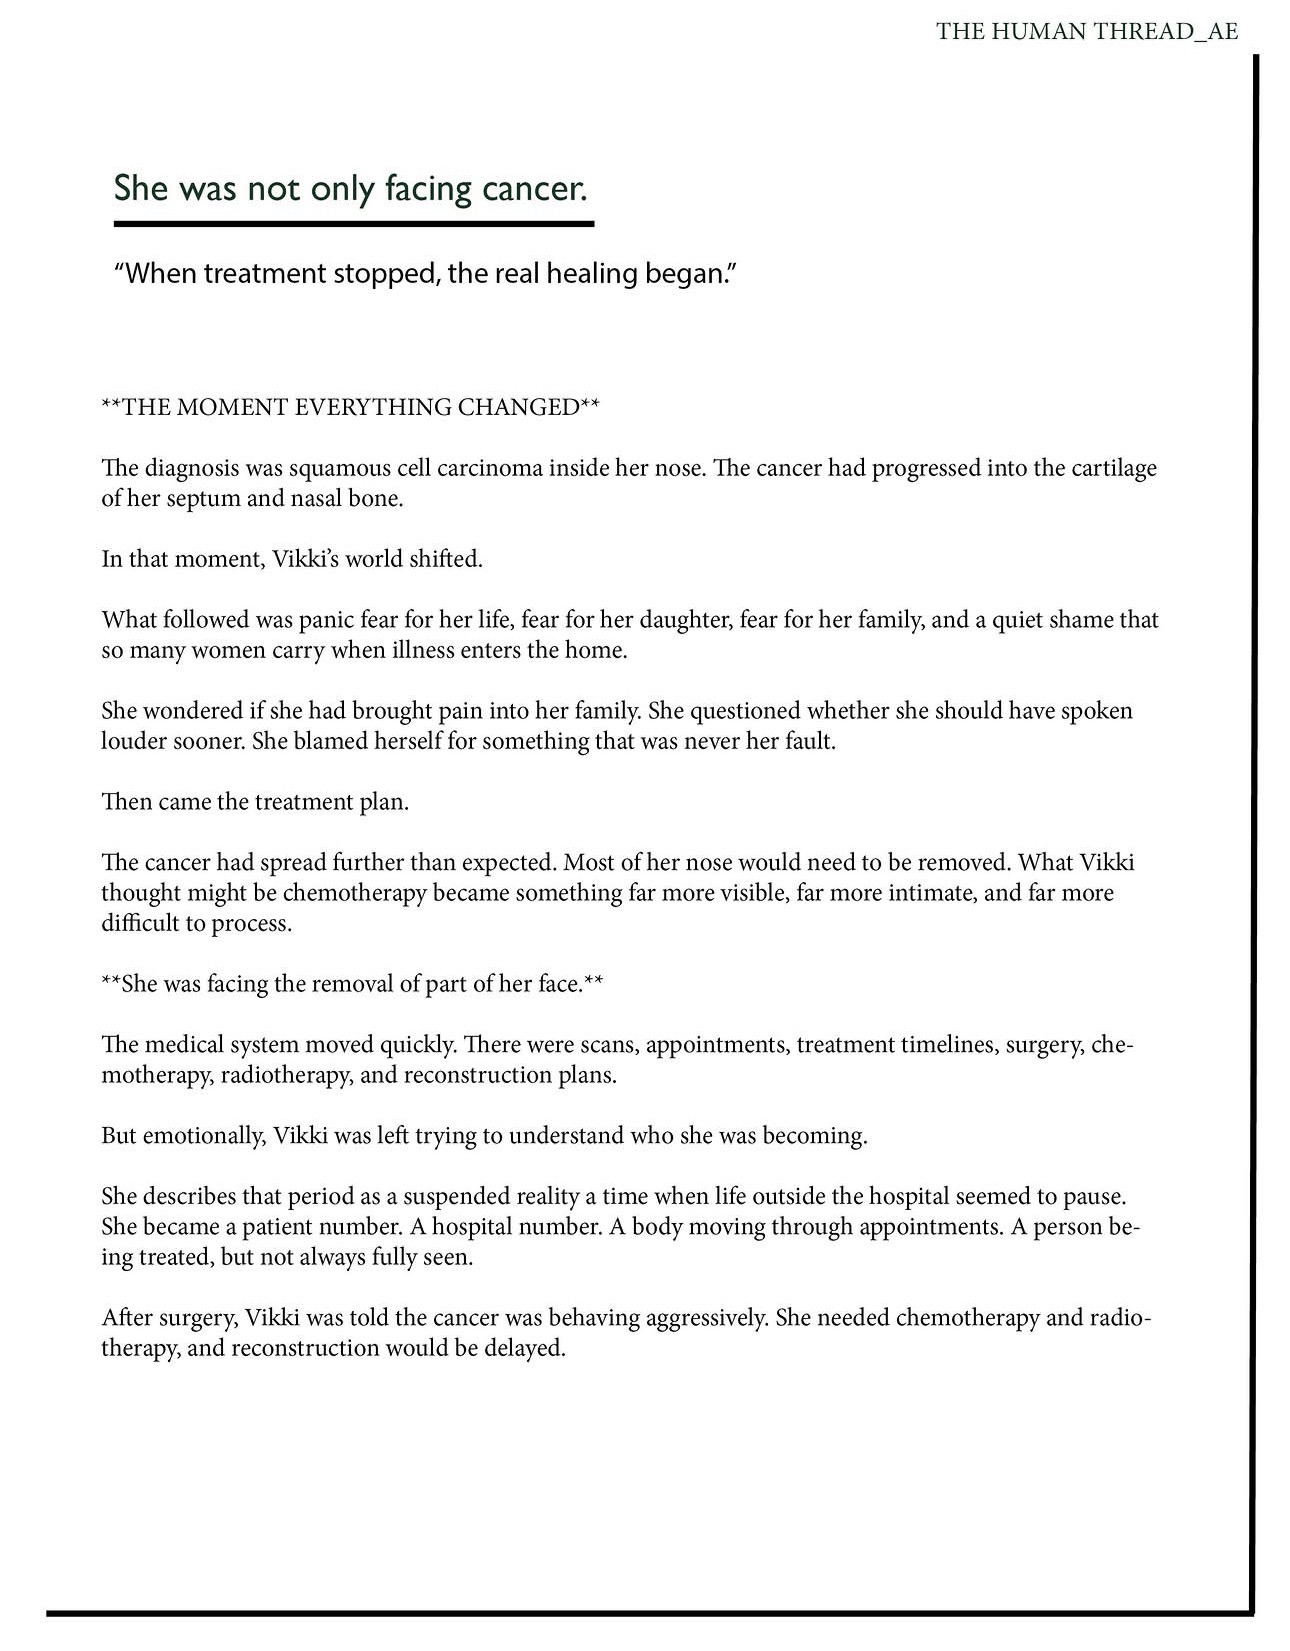 THE HUMAN THREAD_AE
She was not only facing cancer.
“When treatment stopped, the real healing began.”
**THE MOMENT EVERYTHING CHANGED**
The diagnosis was squamous cell carcinoma inside her nose. The cancer had progressed into the cartilage
of her septum and nasal bone.
In that moment, Vikki’s world shifted.
What followed was panic fear for her life, fear for her daughter, fear for her family, and a quiet shame that
so many women carry when illness enters the home.
She wondered if she had brought pain into her family. She questioned whether she should have spoken
louder sooner. She blamed herself for something that was never her fault.
Then came the treatment plan.
The cancer had spread further than expected. Most of her nose would need to be removed. What Vikki
thought might be chemotherapy became something far more visible, far more intimate, and far more
difficult to process.
**She was facing the removal of part of her face.**
The medical system moved quickly. There were scans, appointments, treatment timelines, surgery, che-
motherapy, radiotherapy, and reconstruction plans.
But emotionally, Vikki was left trying to understand who she was becoming.
She describes that period as a suspended reality a time when life outside the hospital seemed to pause.
She became a patient number. A hospital number. A body moving through appointments. A person be-
ing treated, but not always fully seen.
After surgery, Vikki was told the cancer was behaving aggressively. She needed chemotherapy and radio-
therapy, and reconstruction would be delayed.